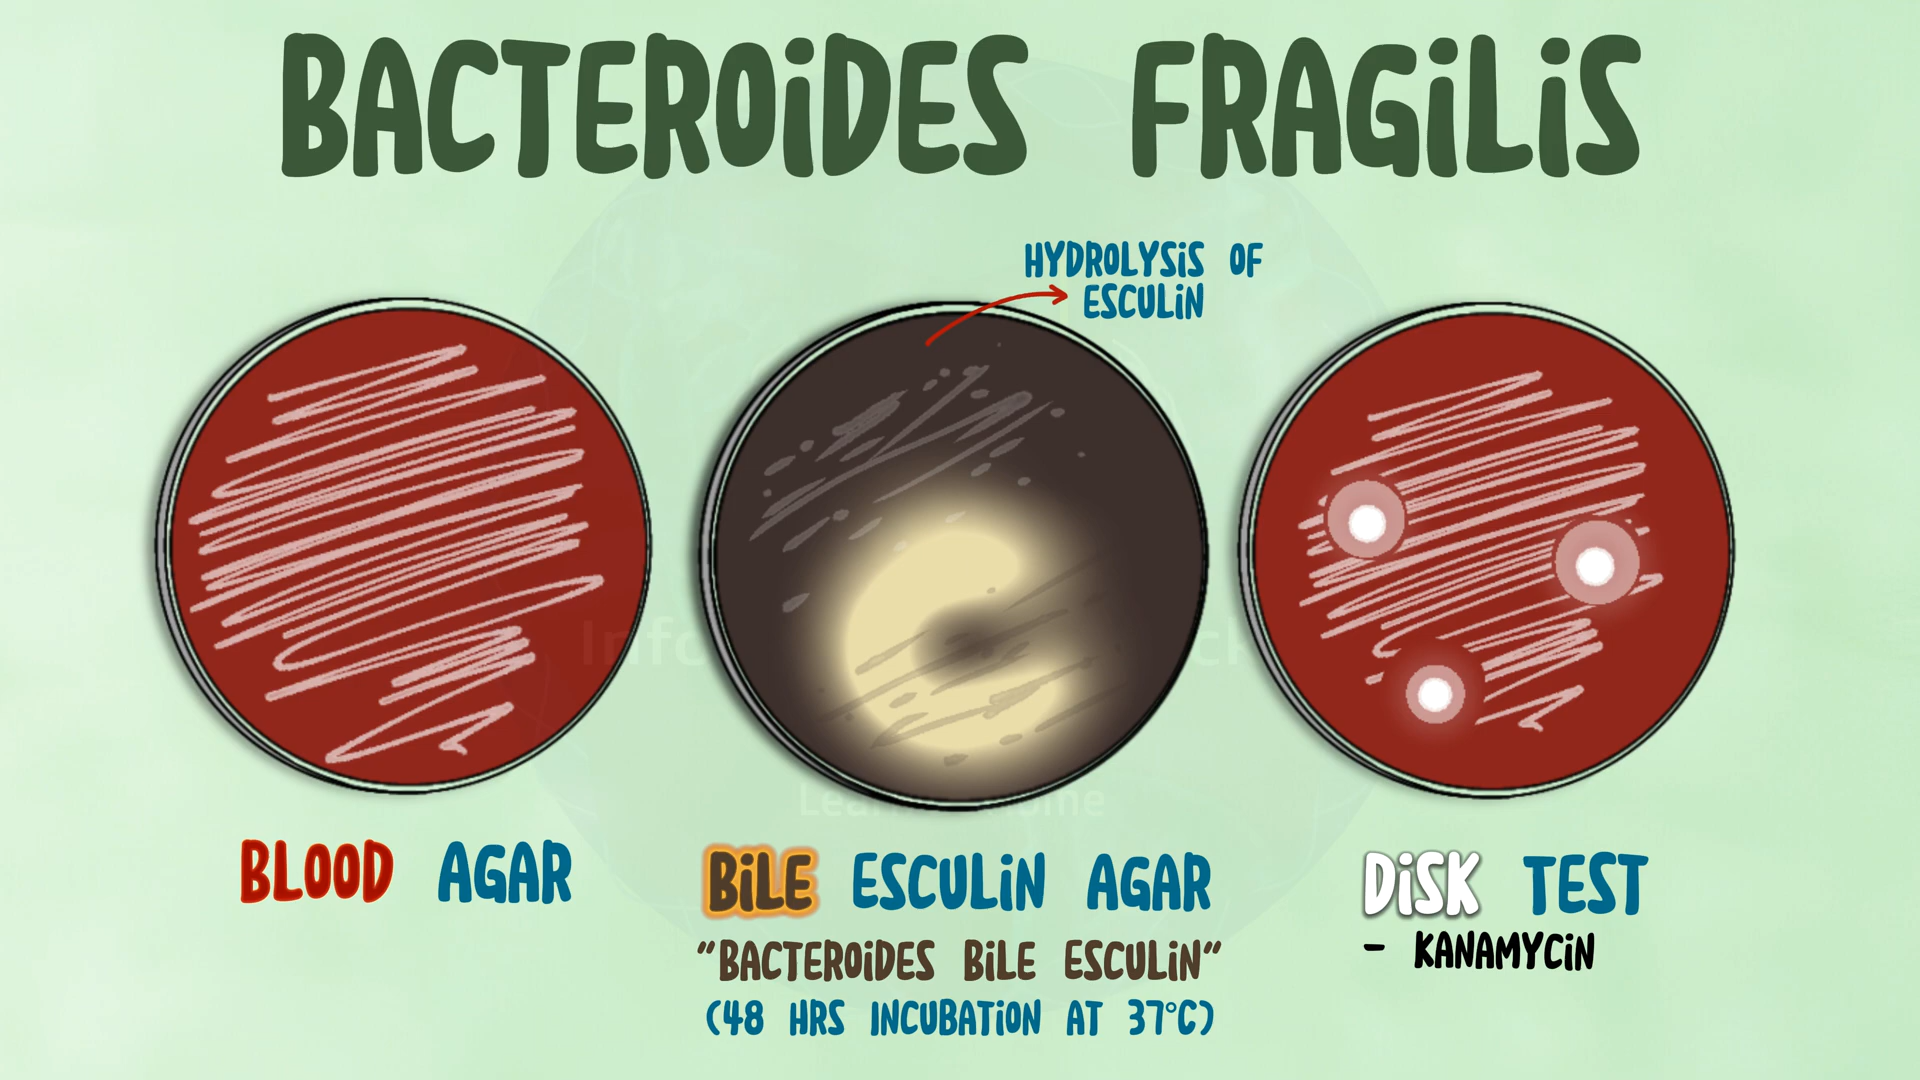 BACTEROiDES FRAGiLiS
HYDROLYSiS OF
ESCULiN
BLOOD AGAR
BiLE ESCULiN AGAR
"BACTEROiDES BiLE ESCULiN"
(48 HRS INCUBATiON AT 37°C)
DiSK TEST
- KANAMYCiN